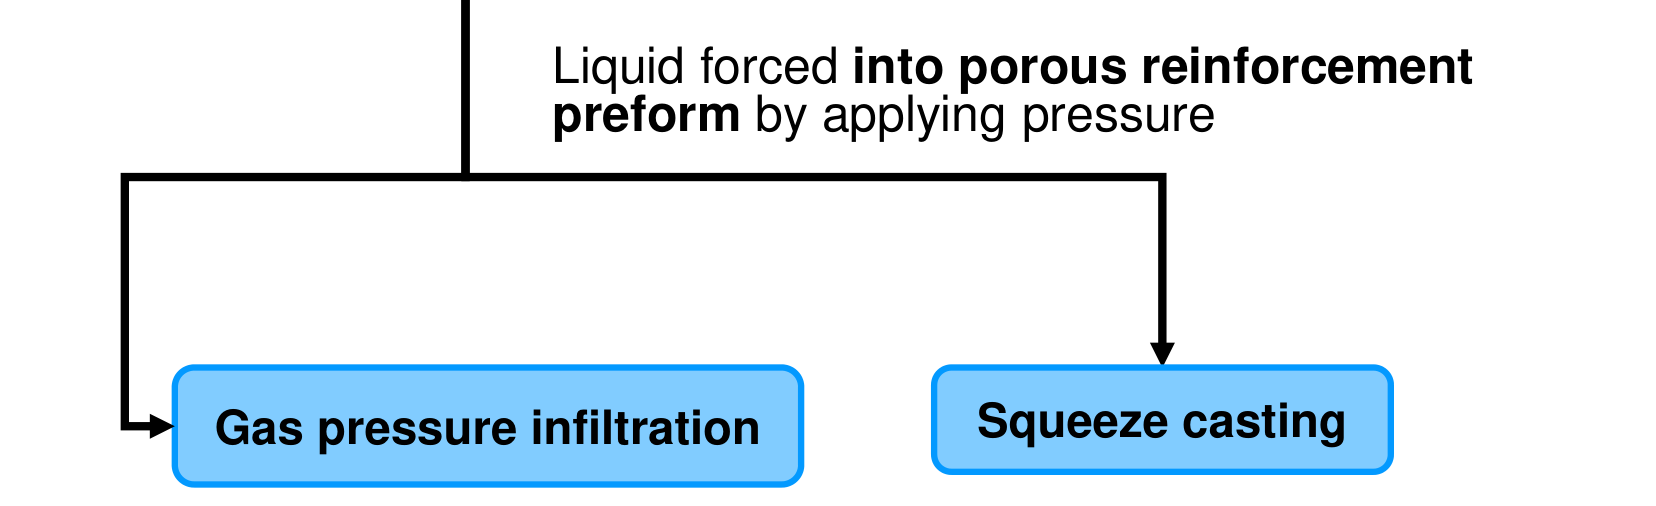 Liquid forced into porous reinforcement
preform by applying pressure
Gas pressure infiltration
Squeeze casting